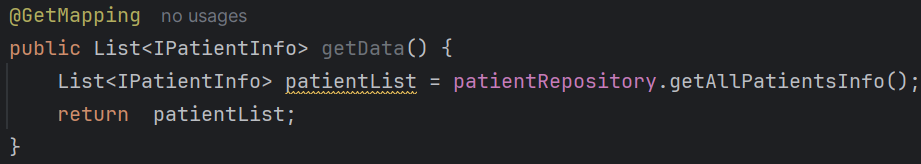 @GetMapping no usages
public List<IPatientInfo> getData() {
    List<IPatientInfo> patientList = patientRepository.getAllPatientsInfo();
    return  patientList;
}